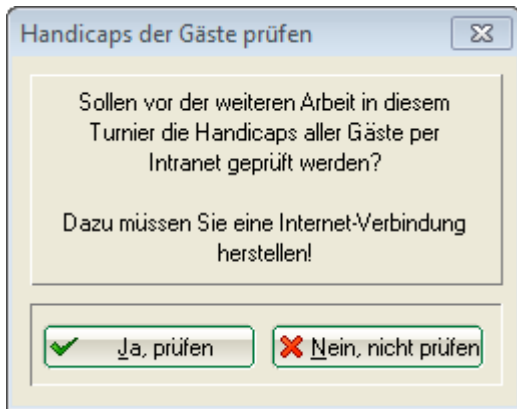 Handicaps der Gäste prüfen
Sollen vor der weiteren Arbeit in diesem
Turnier die Handicaps aller Gäste per
Intranet geprüft werden?
Dazu müssen Sie eine Internet-Verbindung
herstellen!
Ja, prüfen
Nein, nicht prüfen